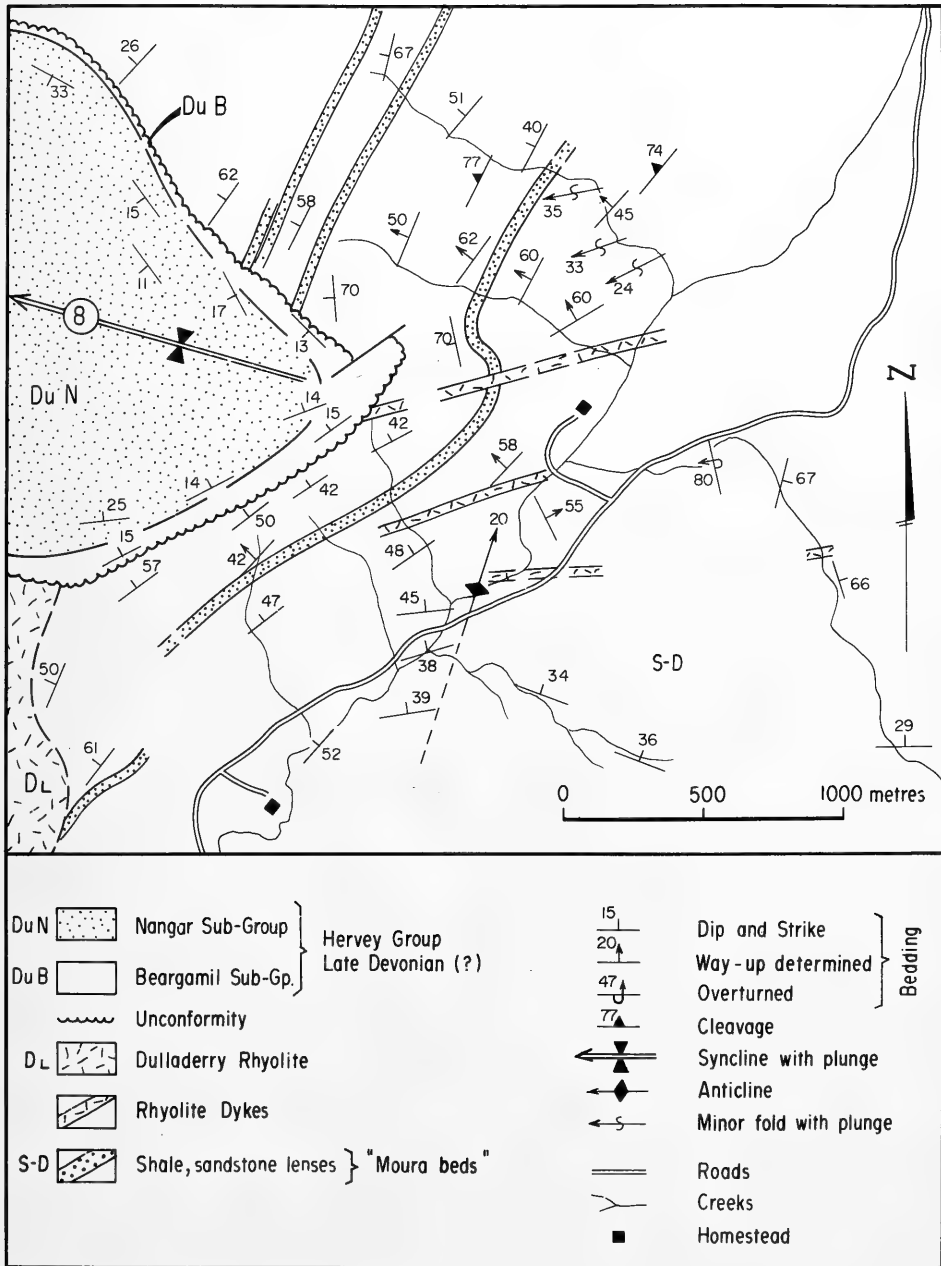 26
67
33
Du B
51
40
74
77
62
15
58
50
62
35
45
33
11
60
24
17
70
60
8
13
70
Z
Du N
14
15
42
58
80
67
14
42
55
25
50
20
15
42
48
66
57
47
45
50
38
34
S-D
39
29
61
52
36
DL
0 500 1000 metres
Du N Nangar Sub-Group
Du B Beargamil Sub-Gp.
Hervey Group
Late Devonian (?)
Unconformity
DL Dulladerry Rhyolite
Rhyolite Dykes
S-D Shale, sandstone lenses "Moura beds"
15 Dip and Strike
20 Way-up determined
47 Overturned
Bedding
77 Cleavage
Syncline with plunge
Anticline
Minor fold with plunge
Roads
Creeks
Homestead